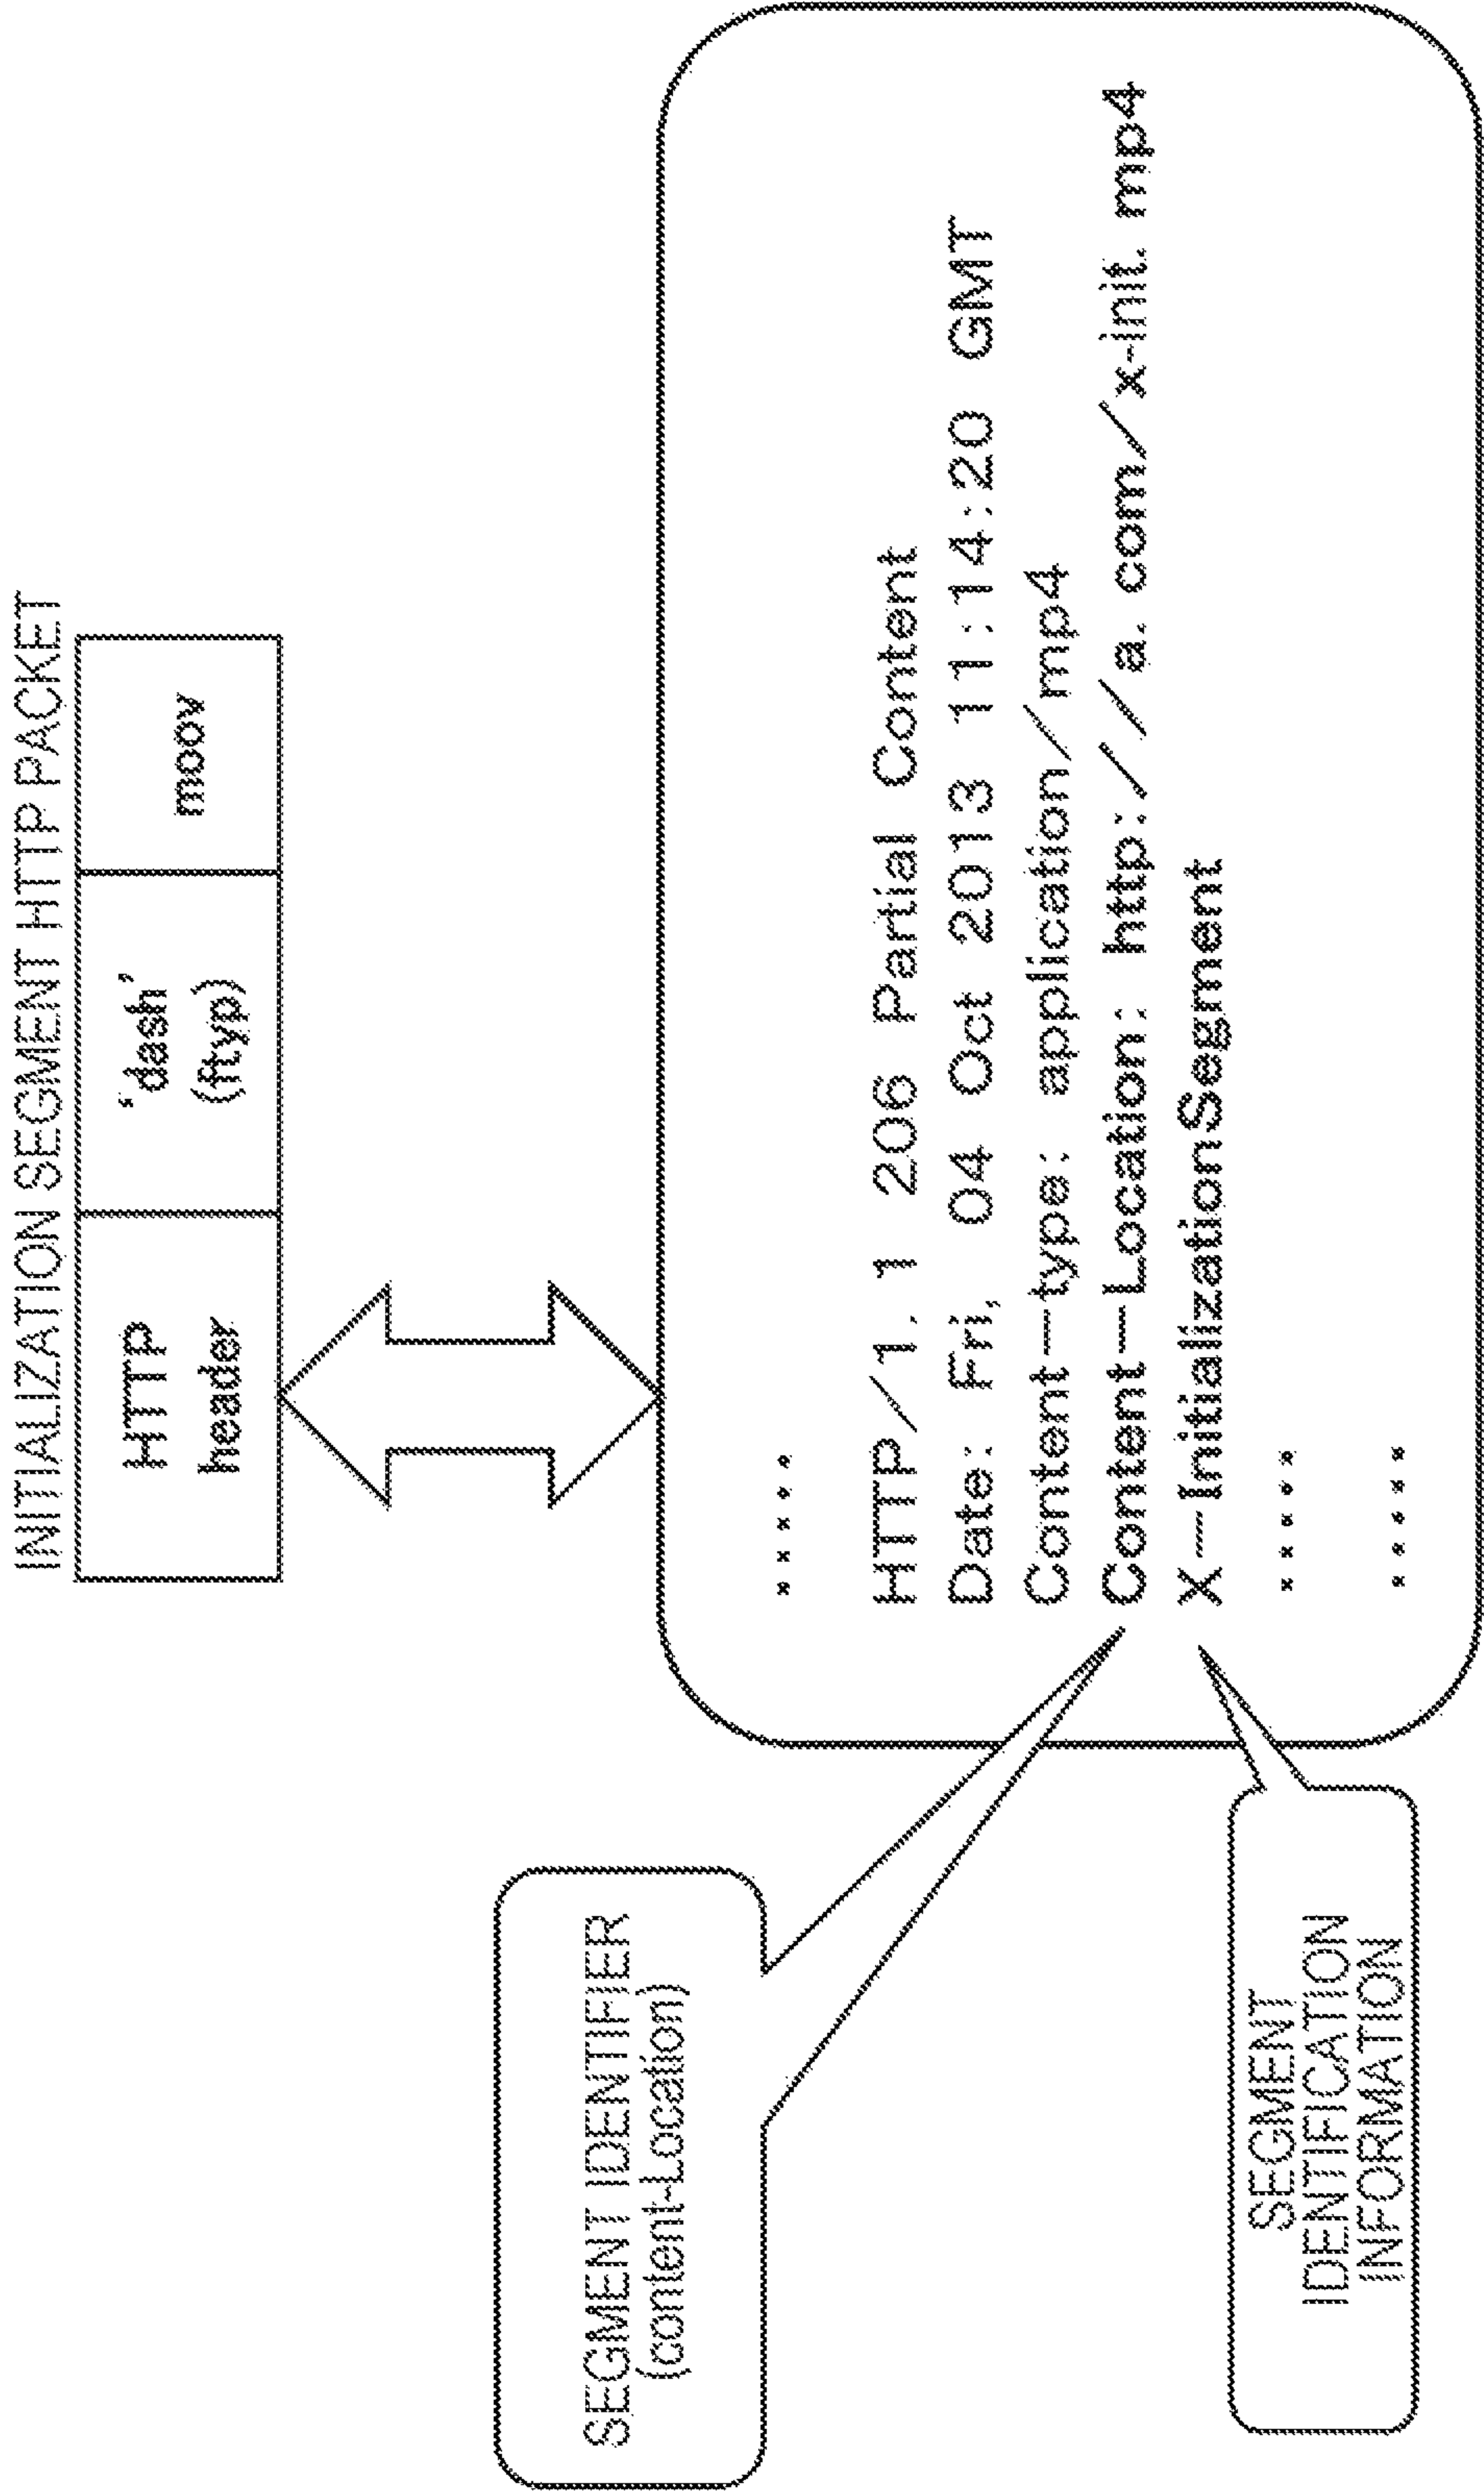 INITIALIZATION SEGMENT HTTP PACKET
HTTP
header
‘dash’
(ftyp)
moov
SEGMENT IDENTIFIER
(content-Location)
SEGMENT
IDENTIFICATION
INFORMATION
.....
HTTP/1.1 206 Partial Content
Date: Fri, 04 Oct 2013 11:14:20 GMT
Content-type: application/mp4
Content-Location: http://a.com/x-init.mp4
X-InitializationSegment
.....
.....